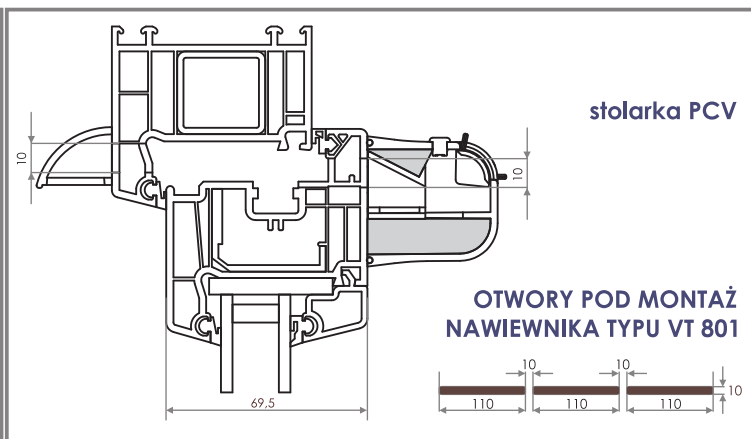 stolarka PCV
10
10
OTWORY POD MONTAŻ
NAWIEWNIKA TYPU VT 801
10 10
10
110 110 110
69,5